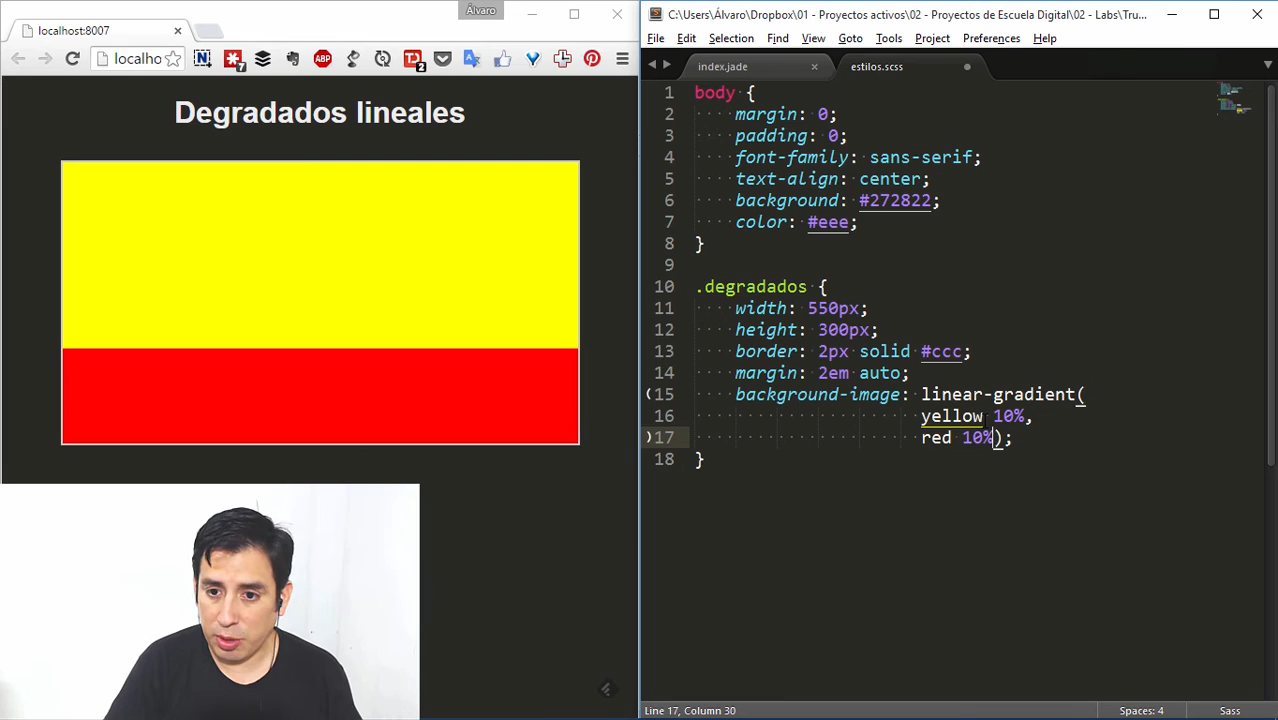 Álvaro
localhost:8007
localho
7
ABP
2
Degradados lineales
C:\Users\Álvaro\Dropbox\01 - Proyectos activos\02 - Proyectos de Escuela Digital\02 - Labs\Tru...
File Edit Selection Find View Goto Tools Project Preferences Help
index.jade
estilos.scss
1 body {
2 margin: 0;
3 padding: 0;
4 font-family: sans-serif;
5 text-align: center;
6 background: #272822;
7 color: #eee;
8 }
9
10 .degradados {
11 width: 550px;
12 height: 300px;
13 border: 2px solid #ccc;
14 margin: 2em auto;
15 background-image: linear-gradient(
16 yellow 10%,
17 red 10%);
18 }
Line 17, Column 30
Spaces: 4
Sass